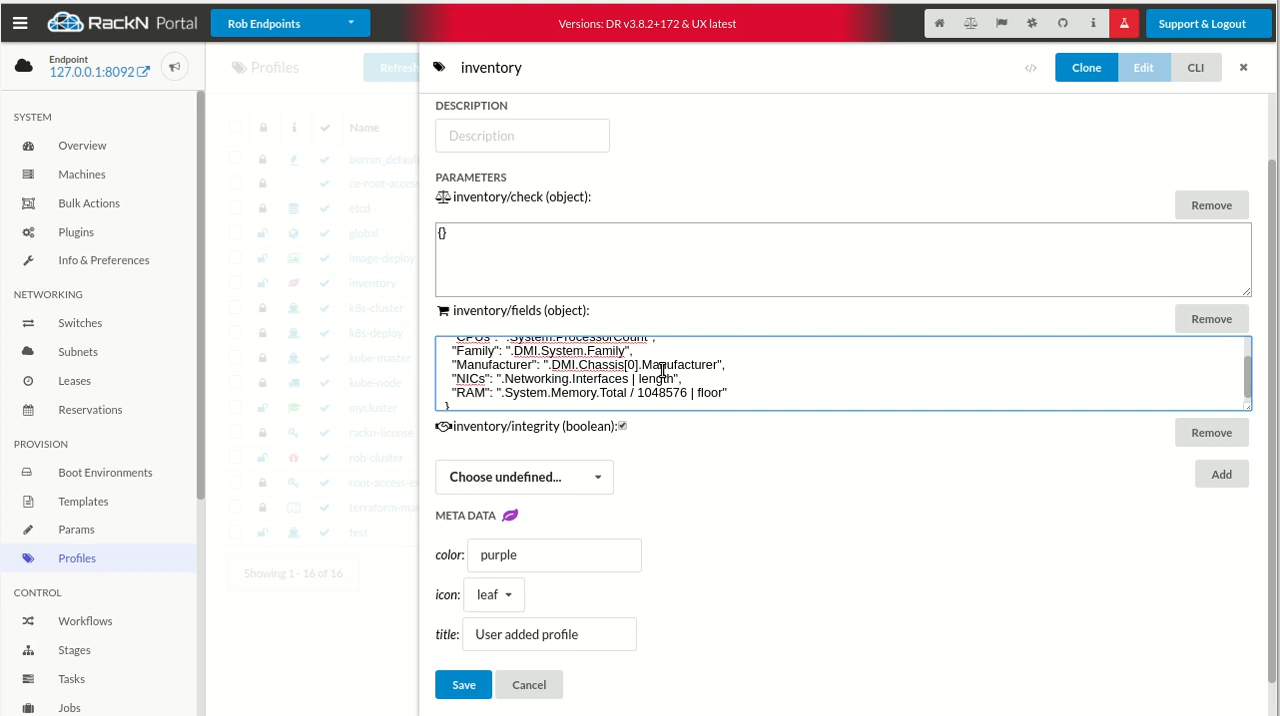 RACKN Portal
Rob Endpoints
Versions: DR v3.8.2+172 & UX latest
Support & Logout
Endpoint
127.0.0.1:8092
Profiles
Refresh
inventory
</>
Clone
Edit
CLI
SYSTEM
Overview
Machines
Bulk Actions
Plugins
Info & Preferences
NETWORKING
Switches
Subnets
Leases
Reservations
PROVISION
Boot Environments
Templates
Params
Profiles
CONTROL
Workflows
Stages
Tasks
Jobs
Name
burnin_default
ce-root-access
etcd
global
image-deploy
inventory
k8s-cluster
k8s-deploy
kube-master
kube-node
mycluster
rackn-license
rob-cluster
root-access-ex
terraform-man
test
Showing 1 - 16 of 16
DESCRIPTION
Description
PARAMETERS
inventory/check (object):
Remove
{}
inventory/fields (object):
Remove
"CPUs": ".System.ProcessorCount",
"Family": ".DMI.System.Family",
"Manufacturer": ".DMI.Chassis[0].Manufacturer",
"NICs": ".Networking.Interfaces | length",
"RAM": ".System.Memory.Total / 1048576 | floor"
}
inventory/integrity (boolean):
Remove
Choose undefined...
Add
META DATA
color: purple
icon: leaf
title: User added profile
Save
Cancel